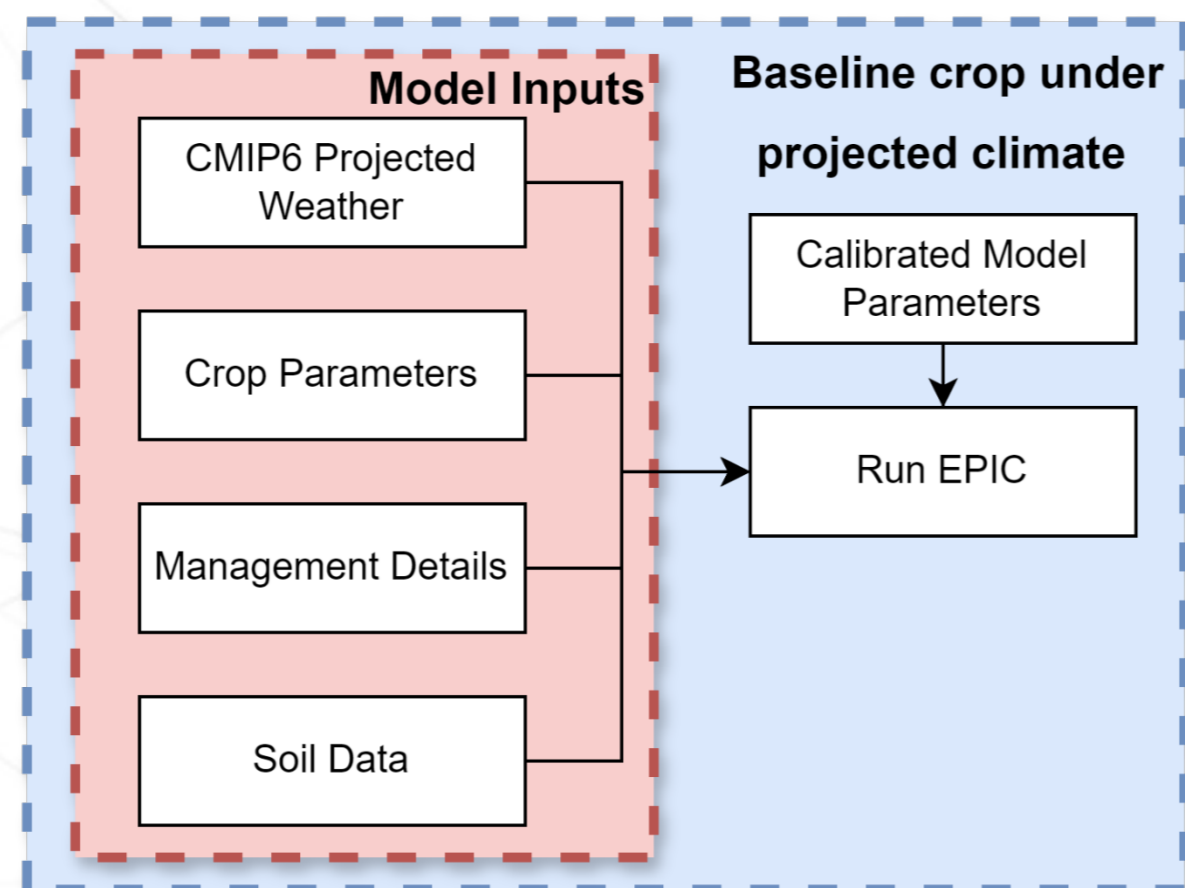 Model Inputs
CMIP6 Projected
Weather
Crop Parameters
Management Details
Soil Data
Baseline crop under
projected climate
Calibrated Model
Parameters
Run EPIC